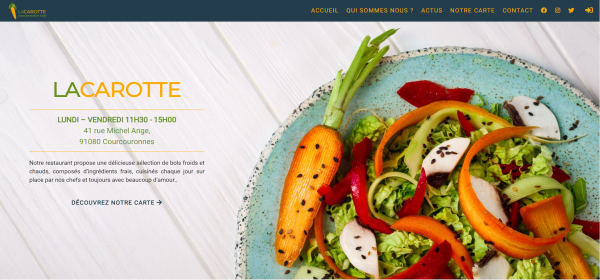 LACAROTTE
ACCUEIL QUI SOMMES NOUS ? ACTUS NOTRE CARTE CONTACT
LACAROTTE
LUNDI – VENDREDI 11H30 - 15H00
41 rue Michel Ange,
91080 Courcouronnes
Notre restaurant propose une délicieuse sélection de bols froids et
chauds, composés d'ingrédients frais, cuisinés chaque jour sur
place par nos chefs et toujours avec beaucoup d'amour..
DÉCOUVREZ NOTRE CARTE